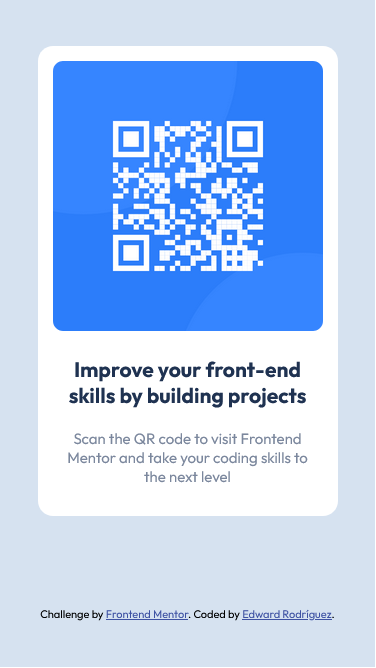 Improve your front-end
skills by building projects
Scan the QR code to visit Frontend
Mentor and take your coding skills to
the next level
Challenge by Frontend Mentor. Coded by Edward Rodríguez.